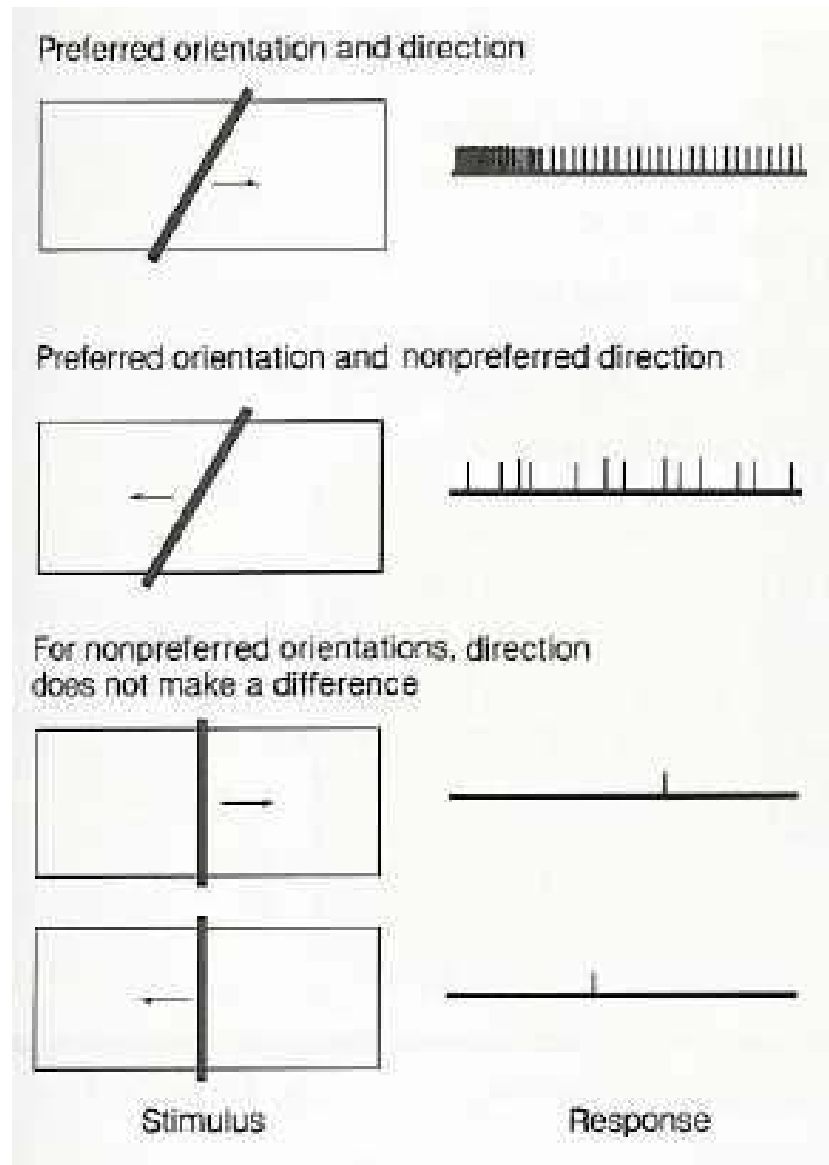 Preferred orientation and direction
Preferred orientation and nonpreferred direction
For nonpreferred orientations, direction
does not make a difference
Stimulus
Response